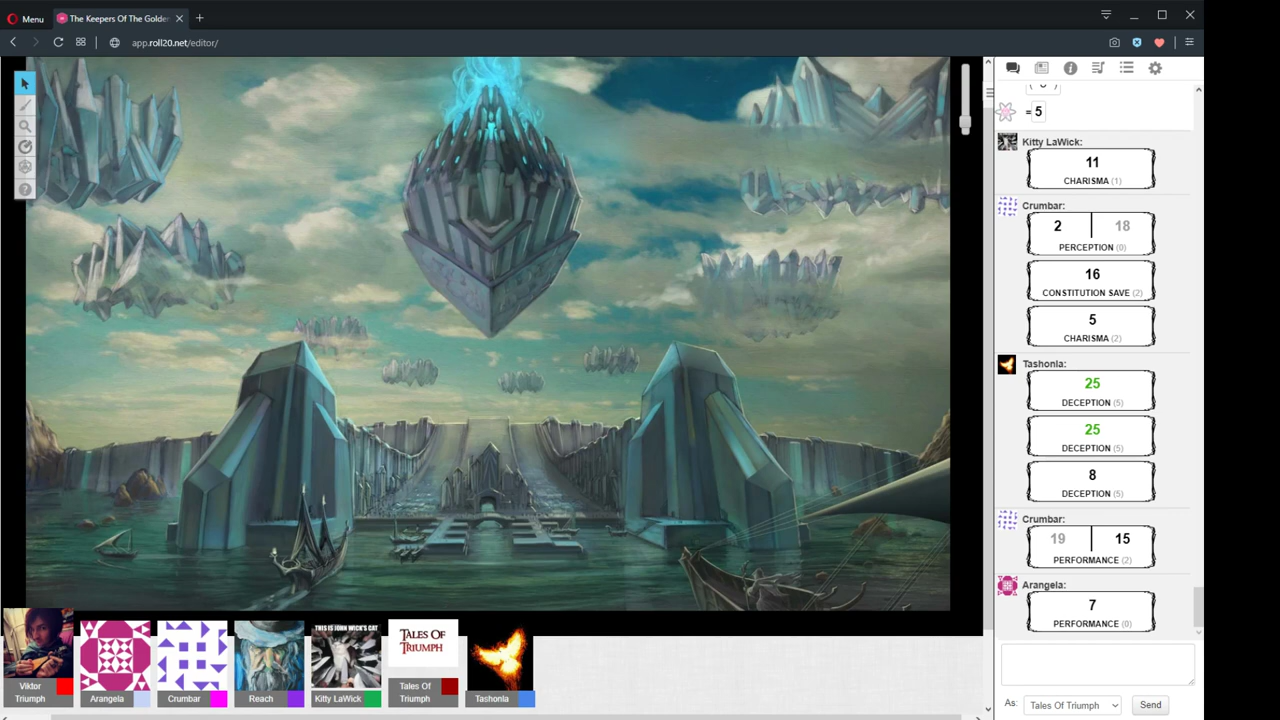 Menu
The Keepers Of The Golden
app.roll20.net/editor/
= 5
Kitty LaWick:
11
CHARISMA (1)
Crumbar:
2 18
PERCEPTION (0)
16
CONSTITUTION SAVE (2)
5
CHARISMA (2)
Tashonla:
25
DECEPTION (5)
25
DECEPTION (5)
8
DECEPTION (5)
Crumbar:
19 15
PERFORMANCE (2)
Arangela:
7
PERFORMANCE (0)
THIS IS JOHN WICK'S CAT
TALES OF
TRIUMPH
Viktor
Triumph
Arangela
Crumbar
Reach
Kitty LaWick
Tales Of
Triumph
Tashonla
As:
Tales Of Triumph
Send